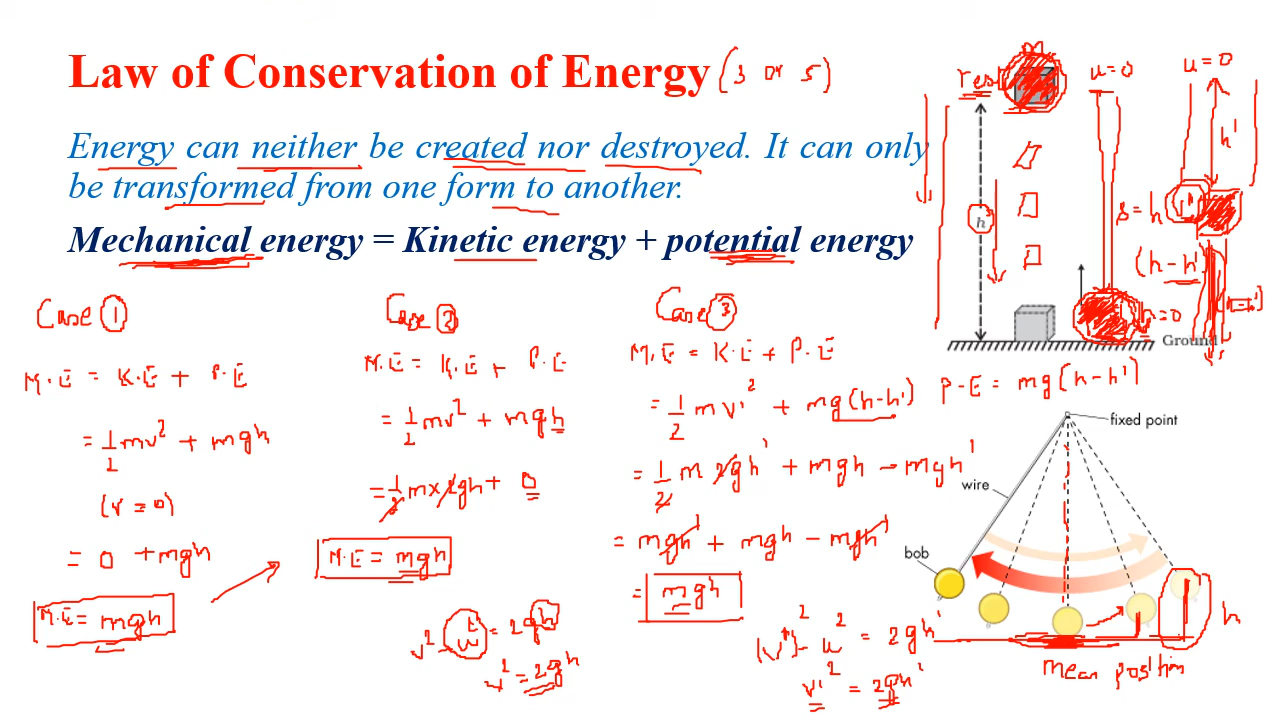 Law of Conservation of Energy (3 or 5)
Energy can neither be created nor destroyed. It can only
be transformed from one form to another.
Mechanical energy = Kinetic energy + potential energy
Case 1
M.E = K.E + P.E
= 1/2 mv² + mgh
(v = 0)
= 0 + mgh
M.E = mgh
Case 2
M.E = K.E + P.E
= 1/2 mv² + mgh
= 1/2 m x 2gh + 0
M.E = mgh
= 2gh
v² = 2gh
Case 3
M.E = K.E + P.E
= 1/2 mv'² + mg(h-h')
= 1/2 m 2gh' + mgh - mgh'
= mgh' + mgh - mgh'
= mgh
(v')² - u² = 2gh'
v'² = 2gh'
rest
u = 0
u = 0
h'
h
s = h
(h - h')
h = 0
Ground
P.E = mg(h-h')
fixed point
wire
bob
h
mean position